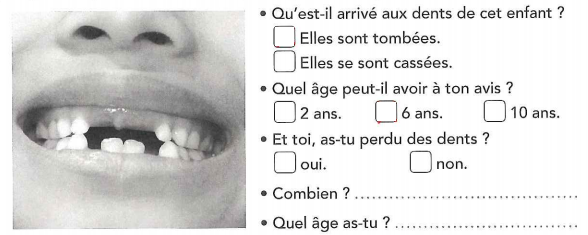 • Qu'est-il arrivé aux dents de cet enfant ?
Elles sont tombées.
Elles se sont cassées.
• Quel âge peut-il avoir à ton avis ?
2 ans. 6 ans. 10 ans.
• Et toi, as-tu perdu des dents ?
oui. non.
• Combien ? ........................................
• Quel âge as-tu ? ................................